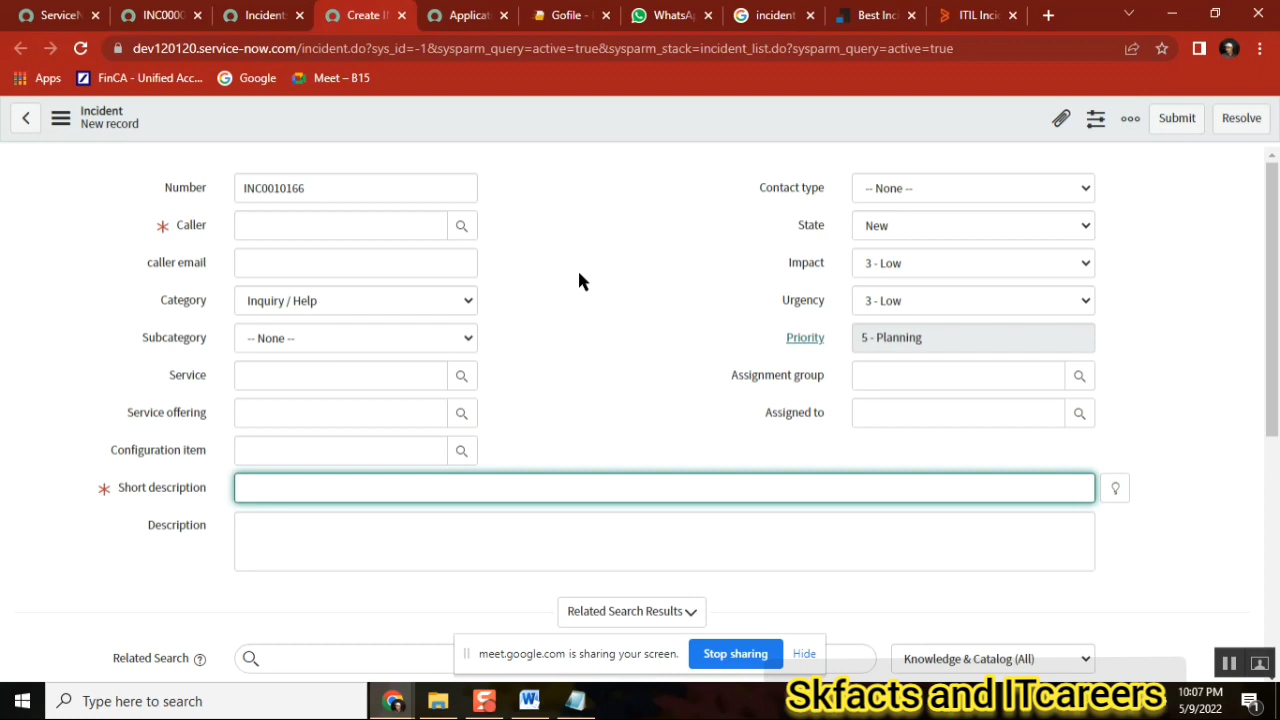 ServiceN
INC000
Incident:
Create I
Applicat
Gofile -
WhatsA
incident
Best Inc
ITIL Inci
dev120120.service-now.com/incident.do?sys_id=-1&sysparm_query=active=true&sysparm_stack=incident_list.do?sysparm_query=active=true
Apps
FinCA - Unified Acc...
Google
Meet – B15
Incident
New record
Submit
Resolve
Number INC0010166
Contact type -- None --
Caller
State New
caller email
Impact 3 - Low
Category Inquiry / Help
Urgency 3 - Low
Subcategory -- None --
Priority 5 - Planning
Service
Assignment group
Service offering
Assigned to
Configuration item
Short description
Description
Related Search Results
Related Search
Knowledge & Catalog (All)
meet.google.com is sharing your screen.
Stop sharing
Hide
Type here to search
10:07 PM
5/9/2022
Skfacts and ITcareers